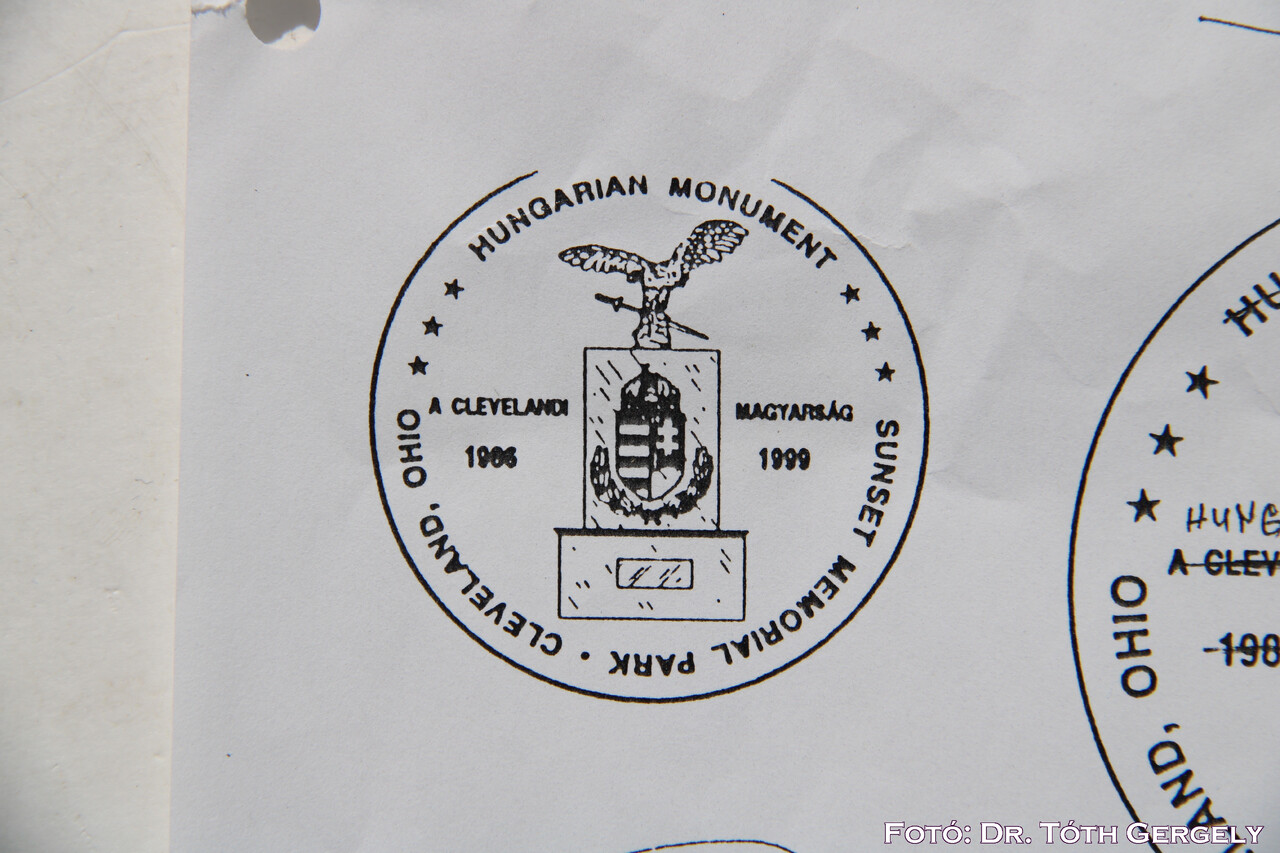 HUNGARIAN MONUMENT
SUNSET MEMORIAL PARK • CLEVELAND, OHIO
A CLEVELANDI MAGYARSÁG
1986 1999
HU
HUNG
A CLEV
198
LAND, OHIO
FOTÓ: DR. TÓTH GERGELY